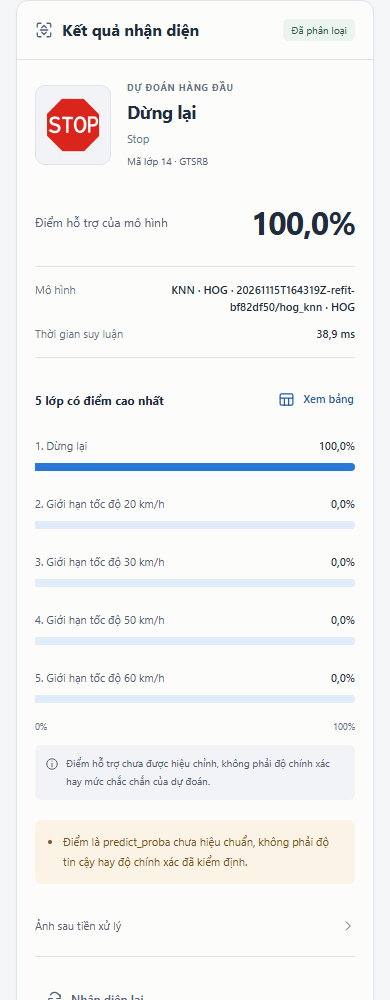 Kết quả nhận diện
Đã phân loại
STOP
DỰ ĐOÁN HÀNG ĐẦU
Dừng lại
Stop
Mã lớp 14 · GTSRB
Điểm hỗ trợ của mô hình
100,0%
Mô hình
KNN · HOG · 20261115T164319Z-refit-
bf82df50/hog_knn · HOG
Thời gian suy luận
38,9 ms
5 lớp có điểm cao nhất
Xem bảng
1. Dừng lại
100,0%
2. Giới hạn tốc độ 20 km/h
0,0%
3. Giới hạn tốc độ 30 km/h
0,0%
4. Giới hạn tốc độ 50 km/h
0,0%
5. Giới hạn tốc độ 60 km/h
0,0%
0%
100%
Điểm hỗ trợ chưa được hiệu chỉnh, không phải độ chính xác
hay mức chắc chắn của dự đoán.
• Điểm là predict_proba chưa hiệu chuẩn, không phải độ
tin cậy hay độ chính xác đã kiểm định.
Ảnh sau tiền xử lý
Nhận diện lại